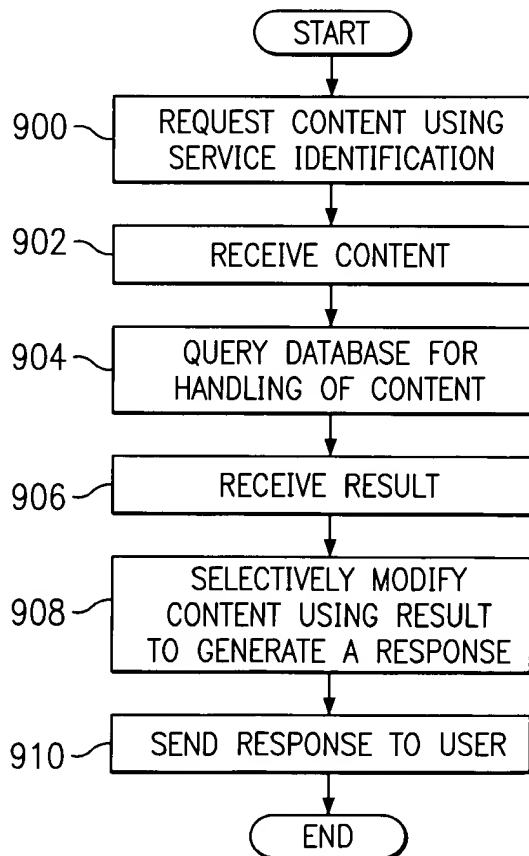 START
900
REQUEST CONTENT USING
SERVICE IDENTIFICATION
902
RECEIVE CONTENT
904
QUERY DATABASE FOR
HANDLING OF CONTENT
906
RECEIVE RESULT
908
SELECTIVELY MODIFY
CONTENT USING RESULT
TO GENERATE A RESPONSE
910
SEND RESPONSE TO USER
END